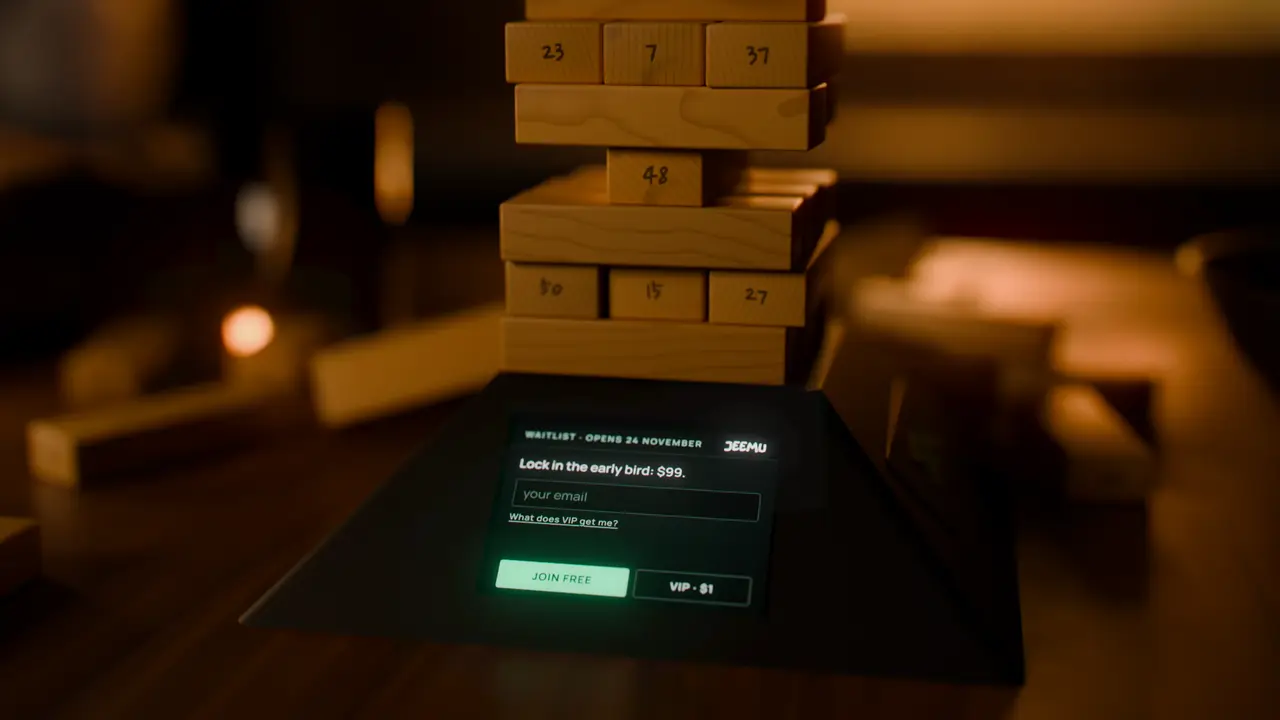 23 7 37
48
50 15 27
WAITLIST · OPENS 24 NOVEMBER JEEMU
Lock in the early bird: $99.
your email
What does VIP get me?
JOIN FREE VIP · $1